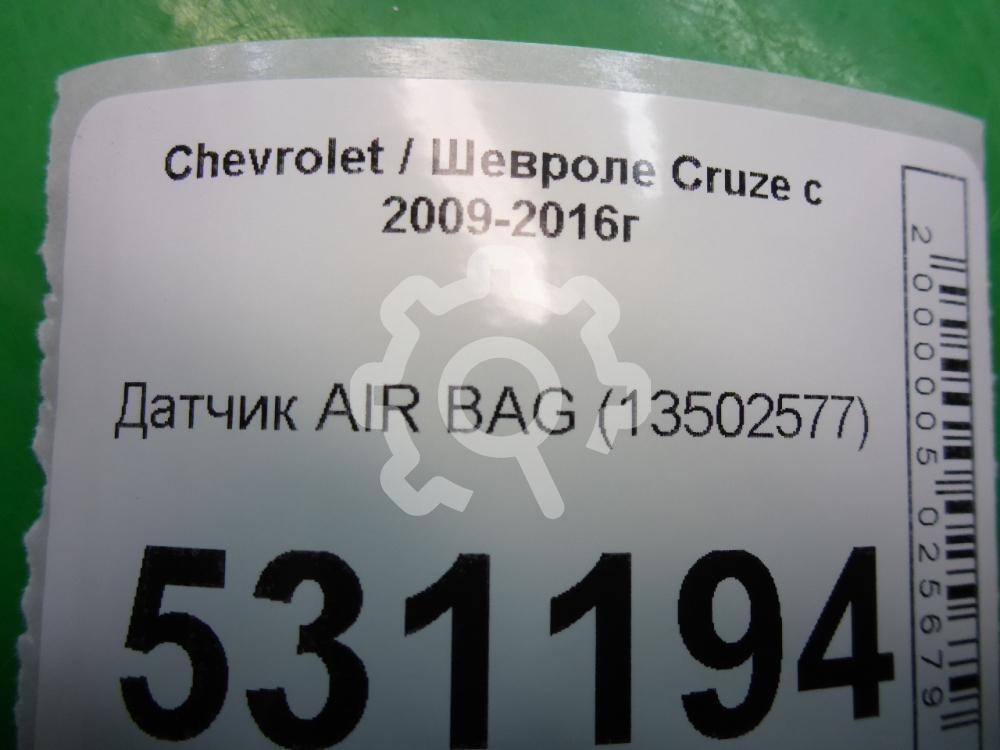 Chevrolet / Шевроле Cruze с
2009-2016г
Датчик AIR BAG (13502577)
531194
2000005025679